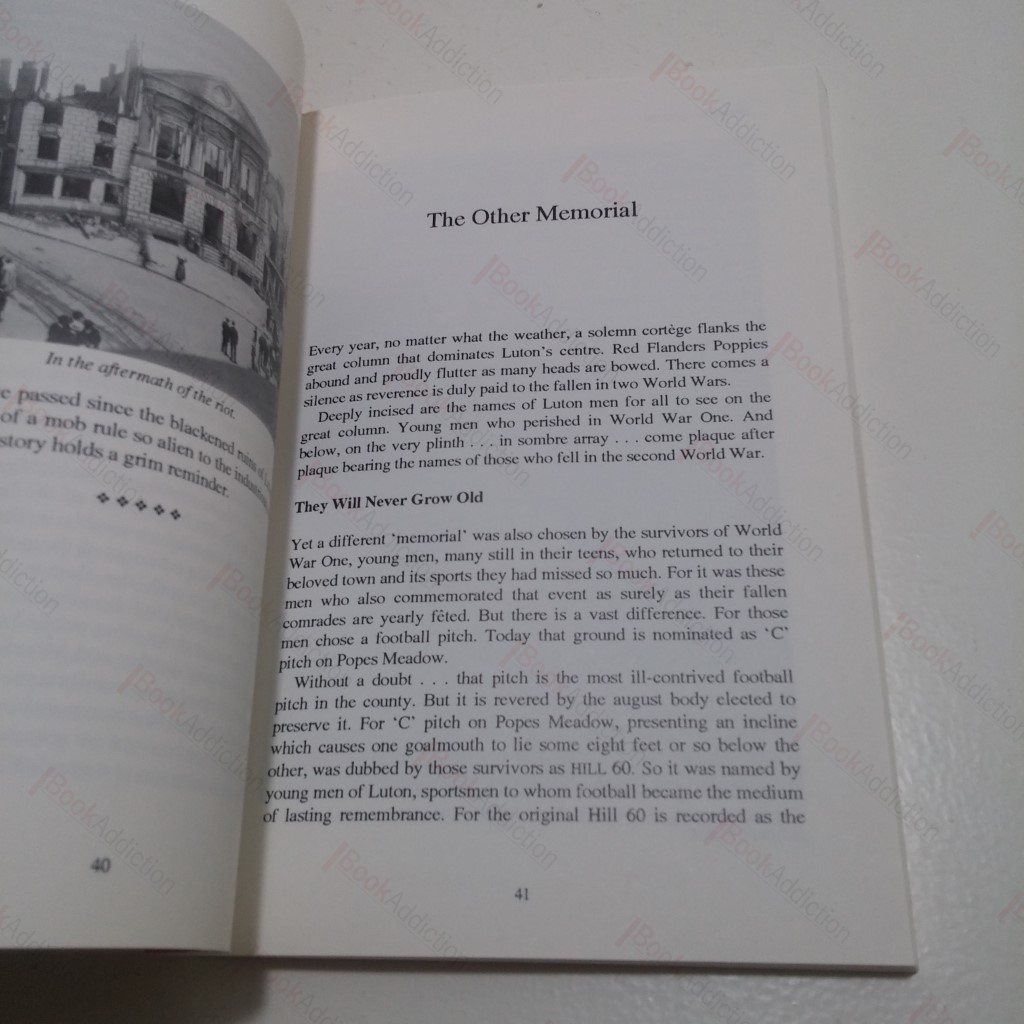 In the aftermath of the riot.
e passed since the blackened ruins of
of a mob rule so alien to the
story holds a grim reminder.
40
The Other Memorial
Every year, no matter what the weather, a solemn cortège flanks the
great column that dominates Luton's centre. Red Flanders Poppies
abound and proudly flutter as many heads are bowed. There comes a
silence as reverence is duly paid to the fallen in two World Wars.
Deeply incised are the names of Luton men for all to see on the
great column. Young men who perished in World War One. And
below, on the very plinth . . . in sombre array . . . come plaque after
plaque bearing the names of those who fell in the second World War.
They Will Never Grow Old
Yet a different 'memorial' was also chosen by the survivors of World
War One, young men, many still in their teens, who returned to their
beloved town and its sports they had missed so much. For it was these
men who also commemorated that event as surely as their fallen
comrades are yearly fêted. But there is a vast difference. For those
men chose a football pitch. Today that ground is nominated as 'C'
pitch on Popes Meadow.
Without a doubt . . . that pitch is the most ill-contrived football
pitch in the county. But it is revered by the august body elected to
preserve it. For 'C' pitch on Popes Meadow, presenting an incline
which causes one goalmouth to lie some eight feet or so below the
other, was dubbed by those survivors as HILL 60. So it was named by
young men of Luton, sportsmen to whom football became the medium
of lasting remembrance. For the original Hill 60 is recorded as the
41
BookAddiction